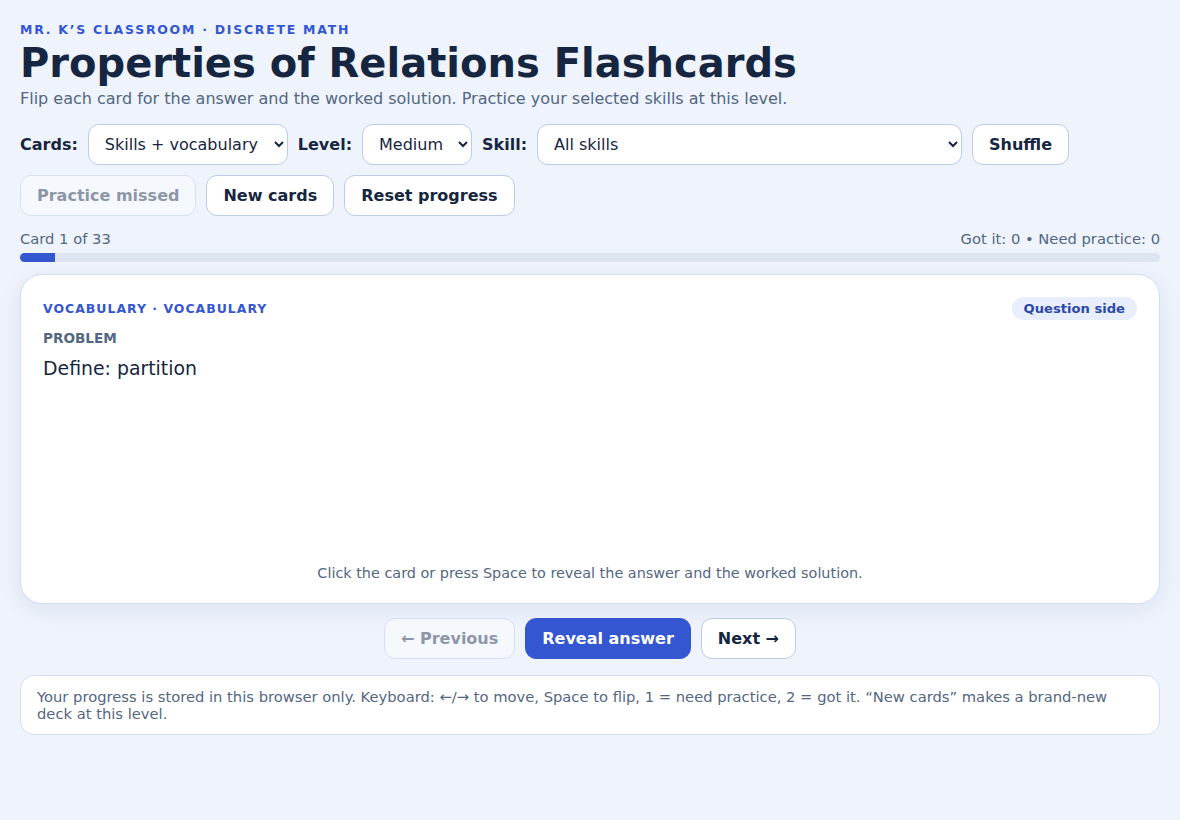 MR. K’S CLASSROOM · DISCRETE MATH
Properties of Relations Flashcards
Flip each card for the answer and the worked solution. Practice your selected skills at this level.
Cards: Skills + vocabulary Level: Medium Skill: All skills Shuffle
Practice missed New cards Reset progress
Card 1 of 33 Got it: 0 • Need practice: 0
VOCABULARY · VOCABULARY Question side
PROBLEM
Define: partition
Click the card or press Space to reveal the answer and the worked solution.
← Previous Reveal answer Next →
Your progress is stored in this browser only. Keyboard: ←/→ to move, Space to flip, 1 = need practice, 2 = got it. “New cards” makes a brand-new
deck at this level.